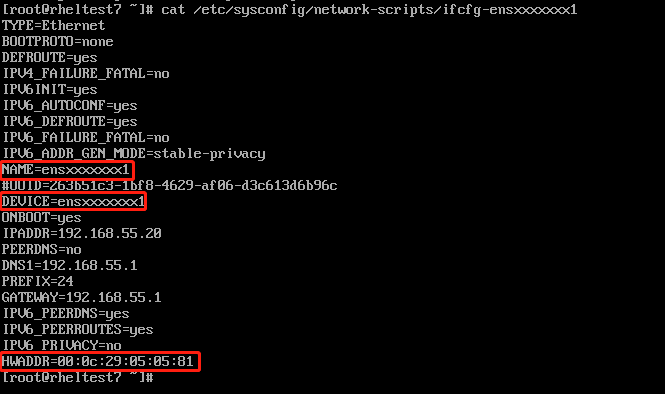 [root@rheltest7 ~]# cat /etc/sysconfig/network-scripts/ifcfg-ensxxxxxxx1
TYPE=Ethernet
BOOTPROTO=none
DEFROUTE=yes
IPV4_FAILURE_FATAL=no
IPV6INIT=yes
IPV6_AUTOCONF=yes
IPV6_DEFROUTE=yes
IPV6_FAILURE_FATAL=no
IPV6_ADDR_GEN_MODE=stable-privacy
NAME=ensxxxxxxx1
#UUID=263b51c3-1bf8-4629-af06-d3c613d6b96c
DEVICE=ensxxxxxxx1
ONBOOT=yes
IPADDR=192.168.55.20
PEERDNS=no
DNS1=192.168.55.1
PREFIX=24
GATEWAY=192.168.55.1
IPV6_PEERDNS=yes
IPV6_PEERROUTES=yes
IPV6_PRIVACY=no
HWADDR=00:0c:29:05:05:81
[root@rheltest7 ~]#